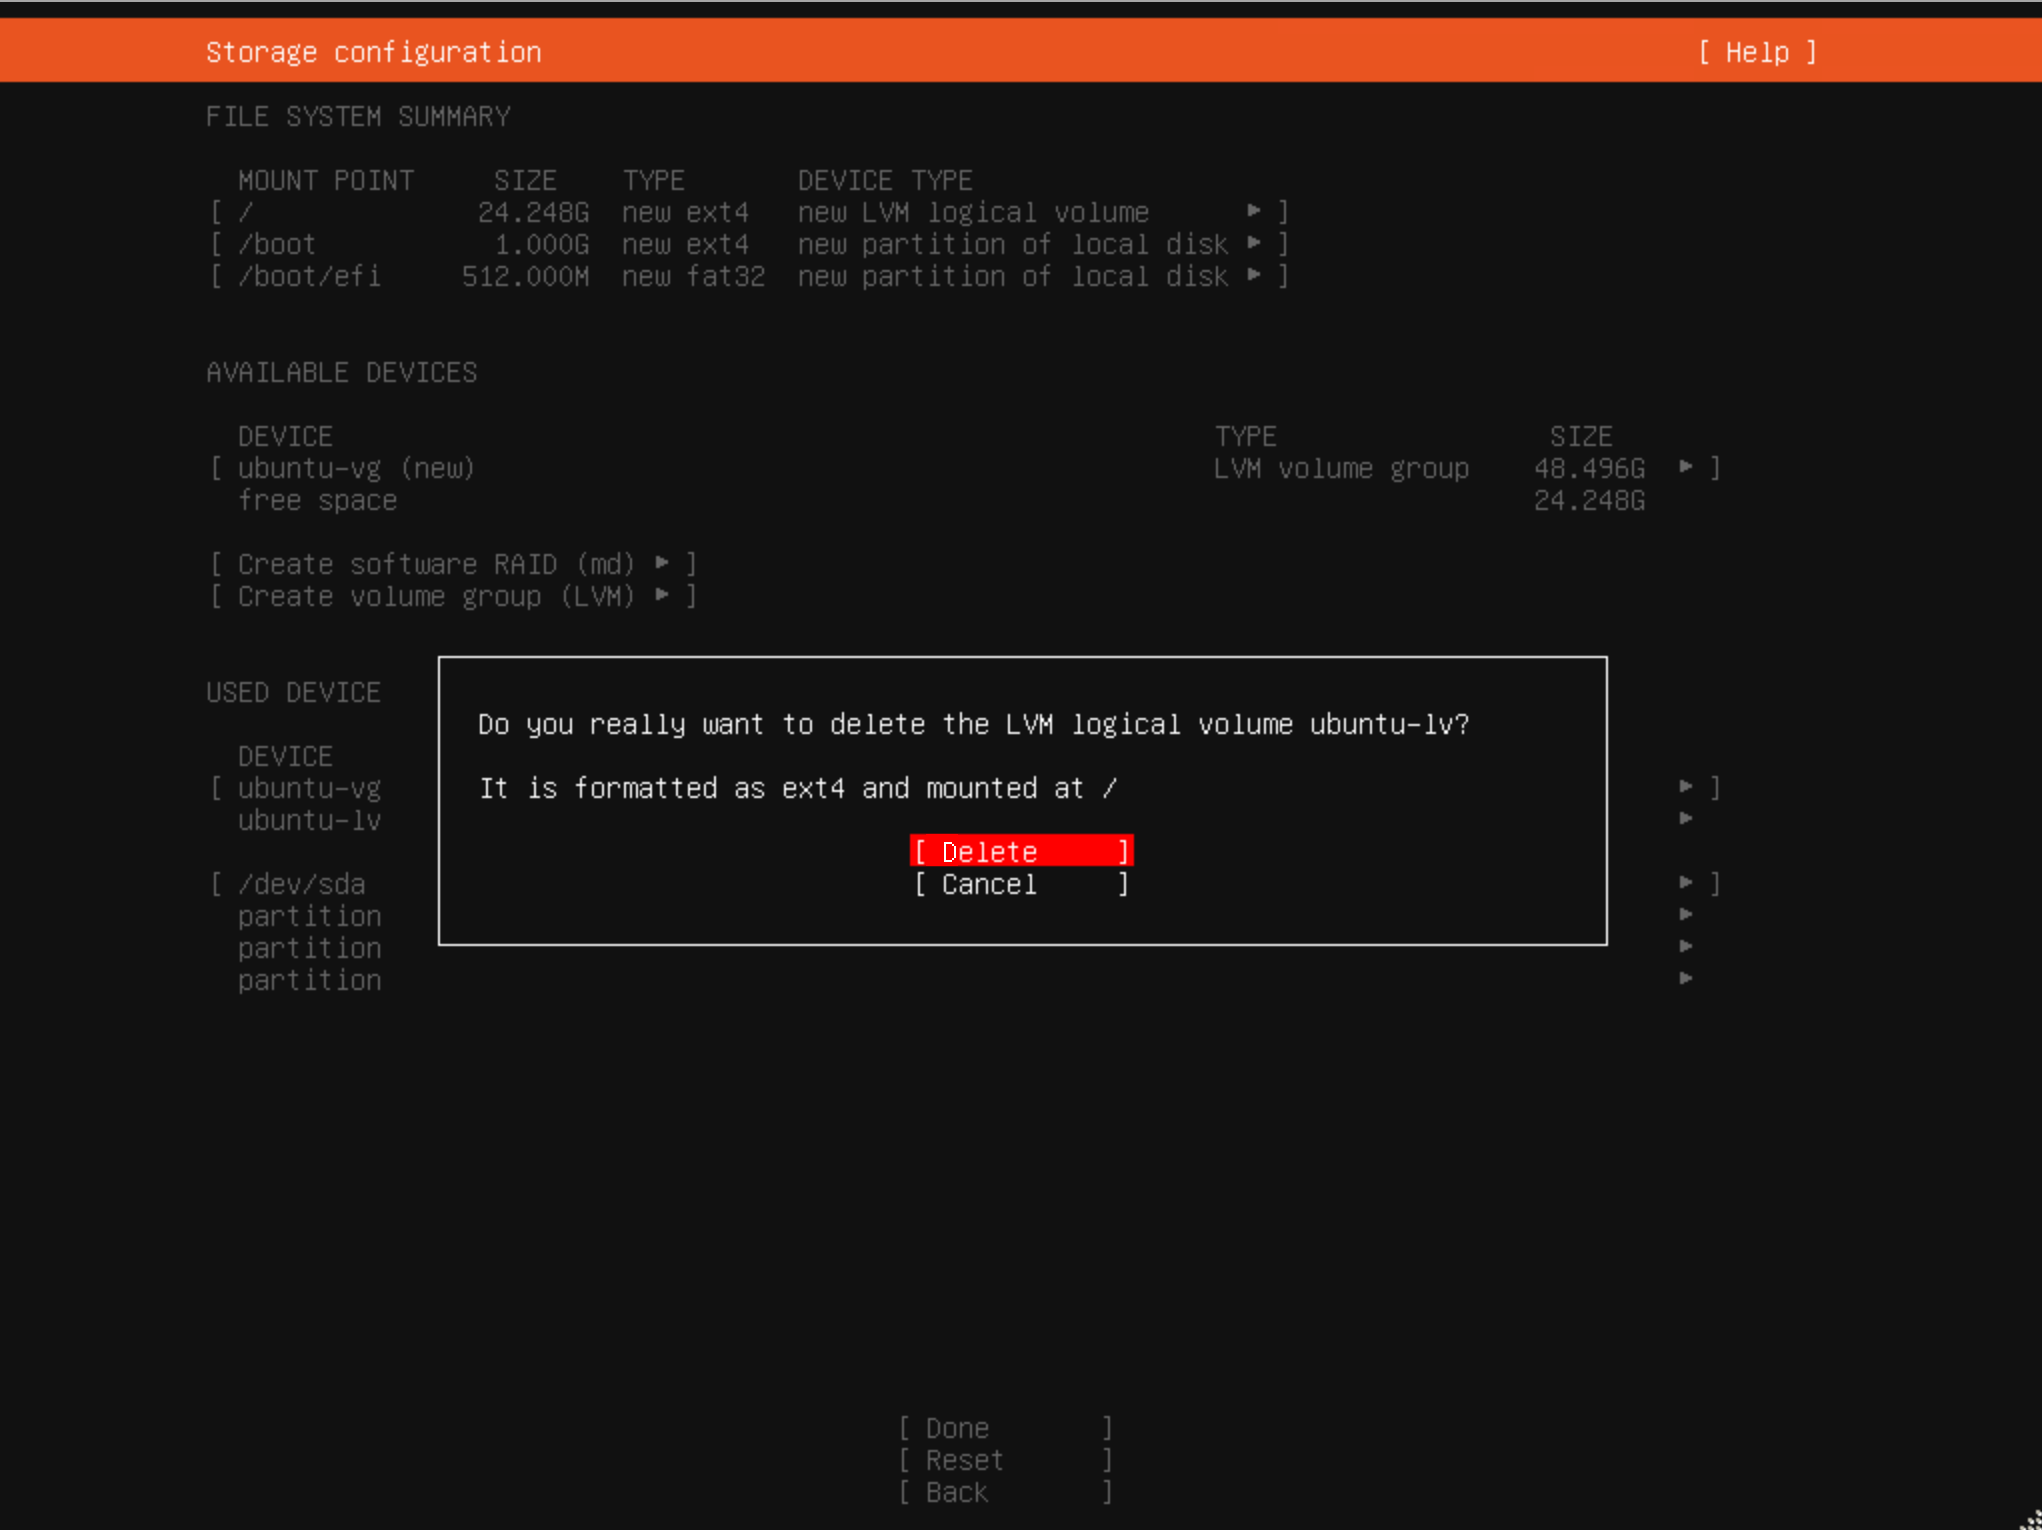 Storage configuration [ Help ]
FILE SYSTEM SUMMARY
MOUNT POINT SIZE TYPE DEVICE TYPE
[ / 24.248G new ext4 new LVM logical volume ▸ ]
[ /boot 1.000G new ext4 new partition of local disk ▸ ]
[ /boot/efi 512.000M new fat32 new partition of local disk ▸ ]
AVAILABLE DEVICES
DEVICE TYPE SIZE
[ ubuntu-vg (new) LVM volume group 48.496G ▸ ]
free space 24.248G
[ Create software RAID (md) ▸ ]
[ Create volume group (LVM) ▸ ]
USED DEVICE
DEVICE
[ ubuntu-vg ▸ ]
ubuntu-lv ▸
[ /dev/sda ▸ ]
partition ▸
partition ▸
partition ▸
Do you really want to delete the LVM logical volume ubuntu-lv?
It is formatted as ext4 and mounted at /
[ Delete ]
[ Cancel ]
[ Done ]
[ Reset ]
[ Back ]